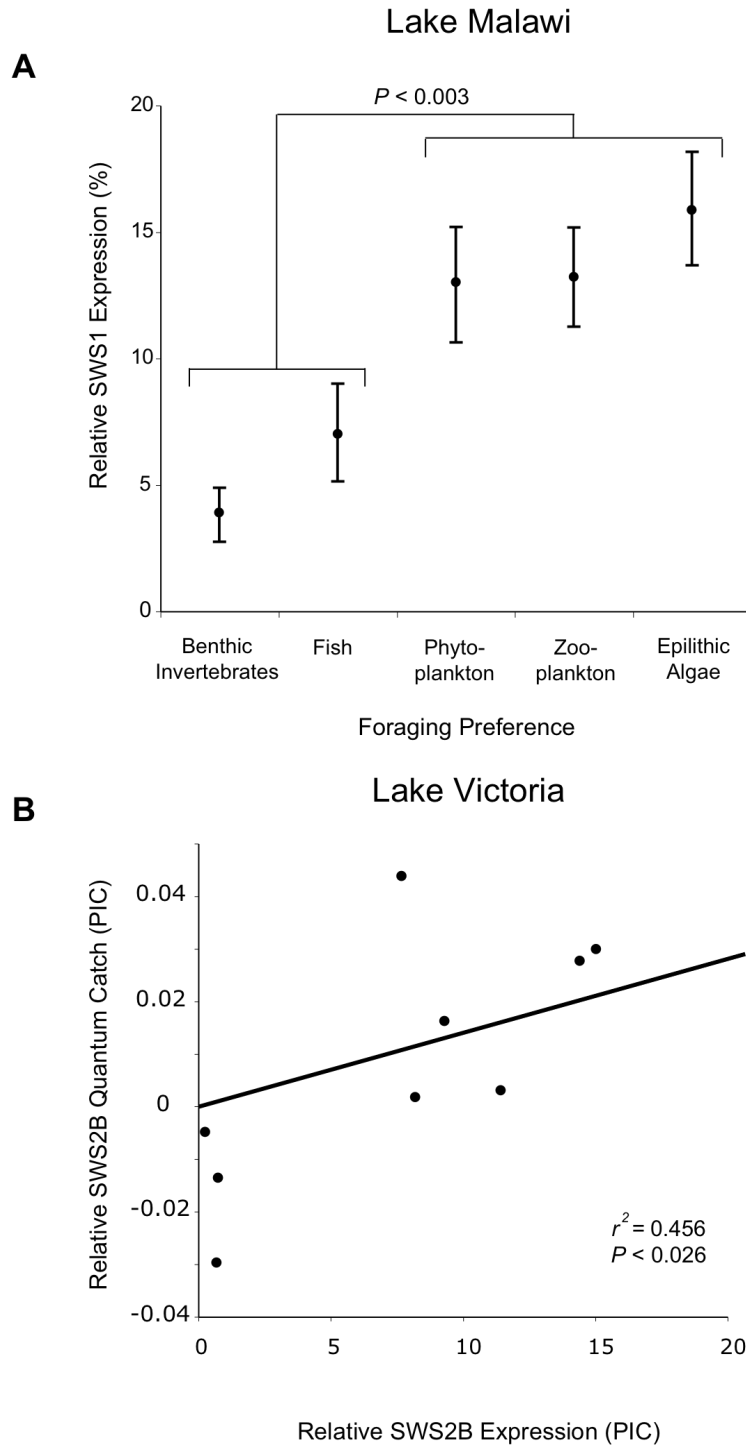 Lake Malawi
A
P < 0.003
20
15
10
5
0
Relative SWS1 Expression (%)
Benthic
Invertebrates
Fish
Phyto-
plankton
Zoo-
plankton
Epilithic
Algae
Foraging Preference
Lake Victoria
B
0.04
0.02
0
-0.02
-0.04
Relative SWS2B Quantum Catch (PIC)
r² = 0.456
P < 0.026
0 5 10 15 20
Relative SWS2B Expression (PIC)